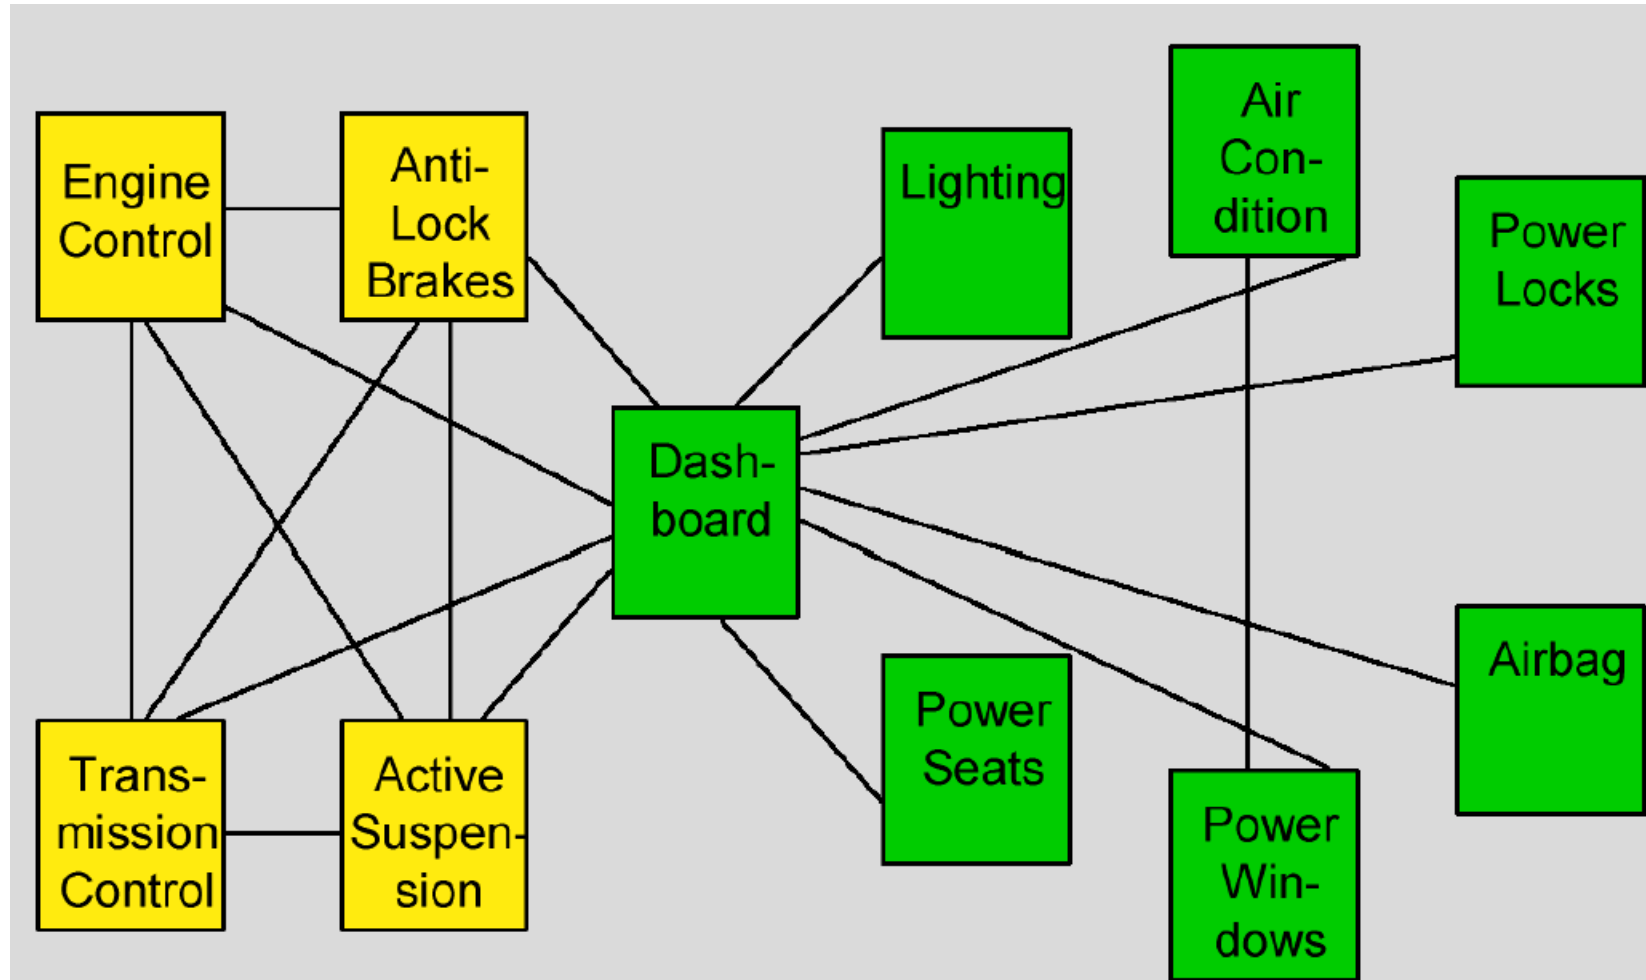 Engine
Control
Anti-
Lock
Brakes
Lighting
Air
Con-
dition
Power
Locks
Dash-
board
Trans-
mission
Control
Active
Suspen-
sion
Power
Seats
Power
Win-
dows
Airbag